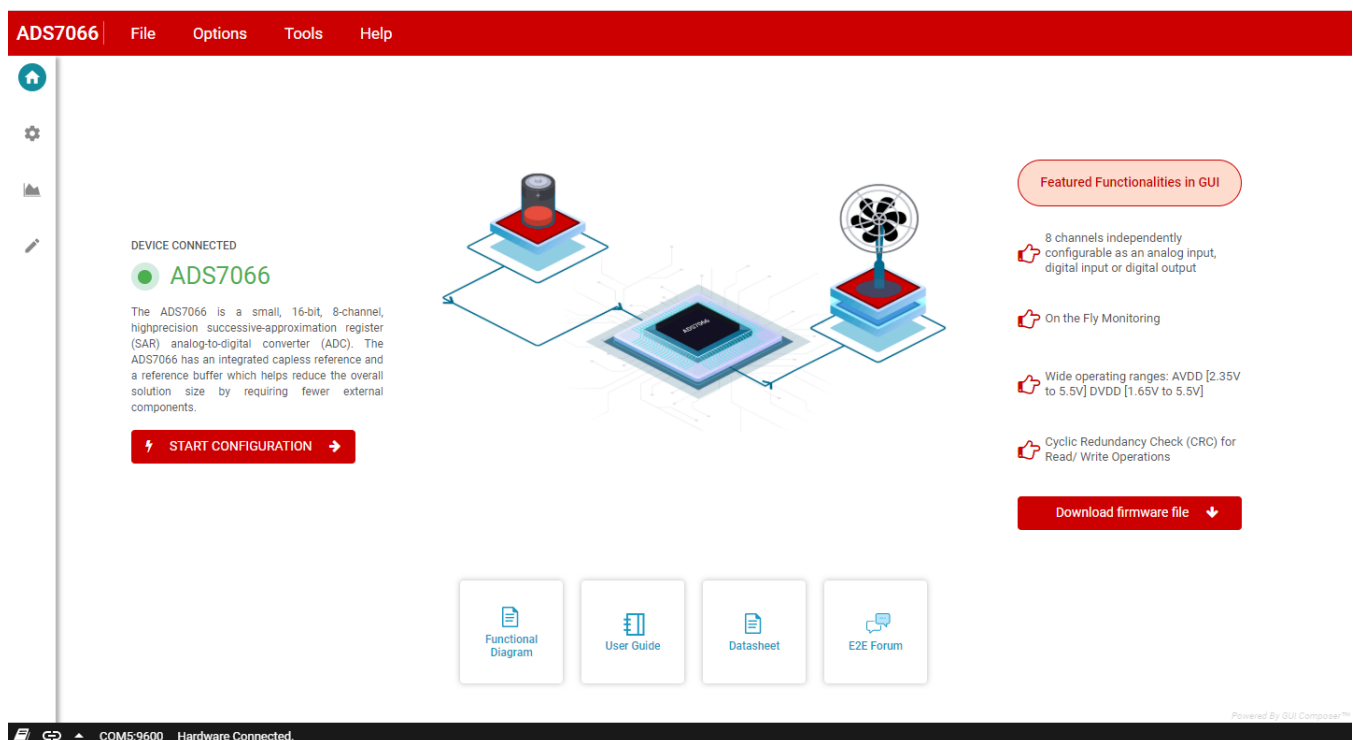 ADS7066 File Options Tools Help
DEVICE CONNECTED
ADS7066
The ADS7066 is a small, 16-bit, 8-channel,
highprecision successive-approximation register
(SAR) analog-to-digital converter (ADC). The
ADS7066 has an integrated capless reference and
a reference buffer which helps reduce the overall
solution size by requiring fewer external
components.
START CONFIGURATION
ADS7066
Featured Functionalities in GUI
8 channels independently
configurable as an analog input,
digital input or digital output
On the Fly Monitoring
Wide operating ranges: AVDD [2.35V
to 5.5V] DVDD [1.65V to 5.5V]
Cyclic Redundancy Check (CRC) for
Read/ Write Operations
Download firmware file
Functional
Diagram
User Guide
Datasheet
E2E Forum
Powered By GUI Composer™
COM5:9600 Hardware Connected.